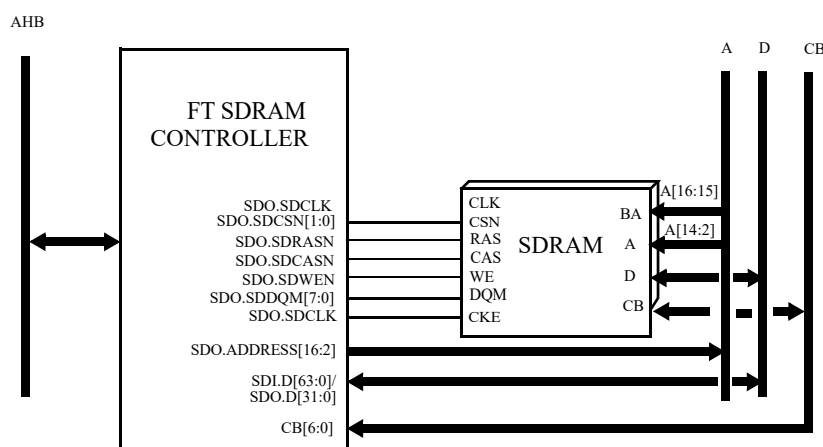 AHB
A D CB
FT SDRAM
CONTROLLER
A[16:15]
SDO.SDCLK
CLK
SDO.SDCSN[1:0]
CSN
BA
SDO.SDRASN
RAS
SDRAM
A
A[14:2]
SDO.SDCASN
CAS
SDO.SDWEN
WE
D
SDO.SDDQM[7:0]
DQM
CB
SDO.SDCLK
CKE
SDO.ADDRESS[16:2]
SDI.D[63:0]/
SDO.D[31:0]
CB[6:0]